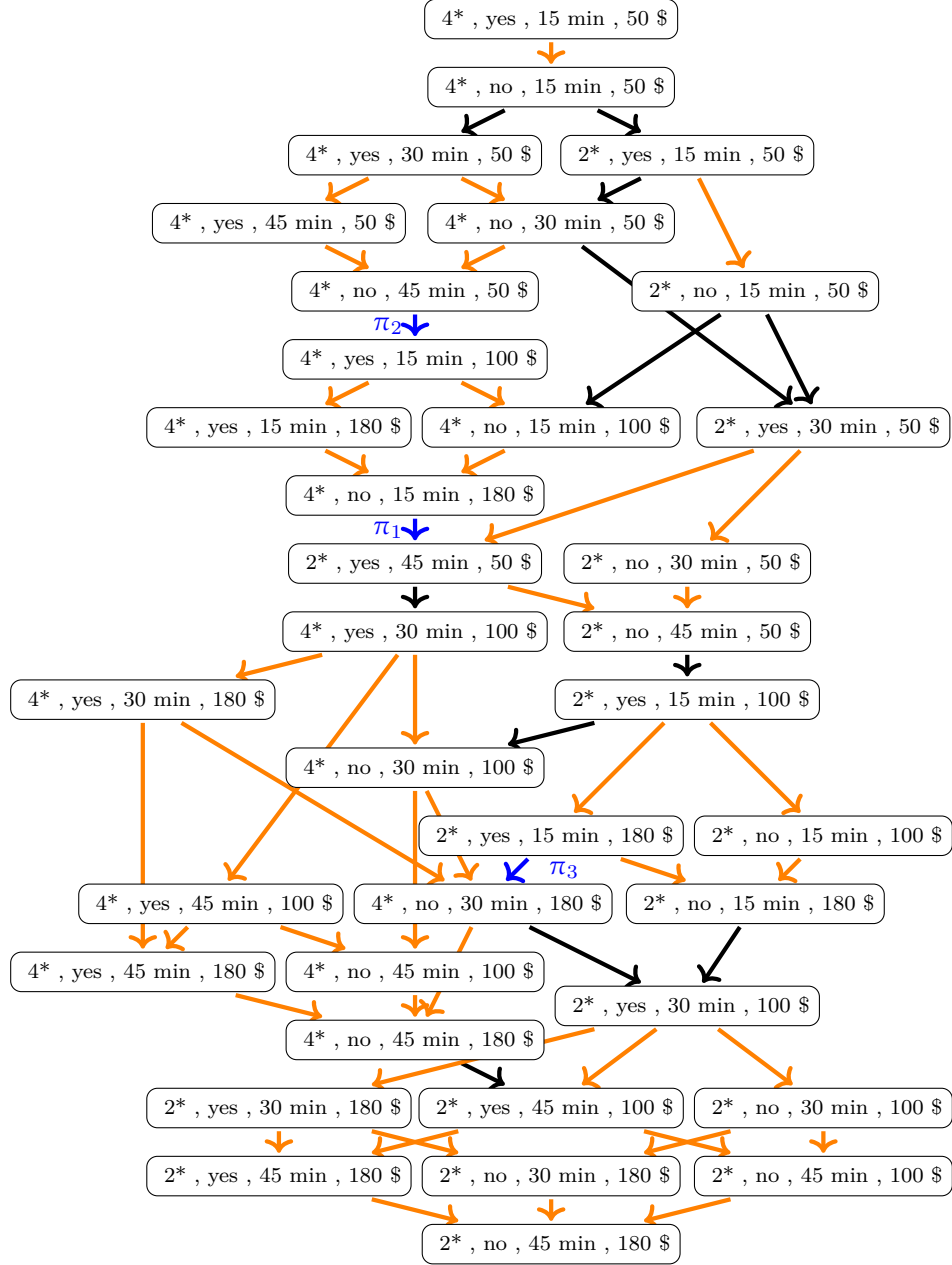 4* , yes , 15 min , 50 $
4* , no , 15 min , 50 $
4* , yes , 30 min , 50 $
2* , yes , 15 min , 50 $
4* , yes , 45 min , 50 $
4* , no , 30 min , 50 $
4* , no , 45 min , 50 $
2* , no , 15 min , 50 $
π2
4* , yes , 15 min , 100 $
4* , yes , 15 min , 180 $
4* , no , 15 min , 100 $
2* , yes , 30 min , 50 $
4* , no , 15 min , 180 $
π1
2* , yes , 45 min , 50 $
2* , no , 30 min , 50 $
4* , yes , 30 min , 100 $
2* , no , 45 min , 50 $
4* , yes , 30 min , 180 $
2* , yes , 15 min , 100 $
4* , no , 30 min , 100 $
2* , yes , 15 min , 180 $
2* , no , 15 min , 100 $
π3
4* , yes , 45 min , 100 $
4* , no , 30 min , 180 $
2* , no , 15 min , 180 $
4* , yes , 45 min , 180 $
4* , no , 45 min , 100 $
2* , yes , 30 min , 100 $
4* , no , 45 min , 180 $
2* , yes , 30 min , 180 $
2* , yes , 45 min , 100 $
2* , no , 30 min , 100 $
2* , yes , 45 min , 180 $
2* , no , 30 min , 180 $
2* , no , 45 min , 100 $
2* , no , 45 min , 180 $